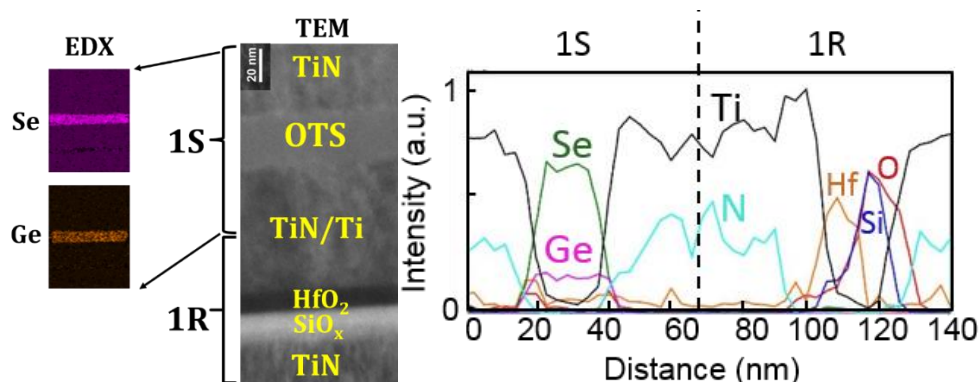 EDX
Se
Ge
1S
1R
TEM
20 nm
TiN
OTS
TiN/Ti
HfO₂
SiOₓ
TiN
1S
1R
1
0
Intensity (a.u.)
Se
Ge
Ti
N
Hf
O
Si
0 20 40 60 80 100 120 140
Distance (nm)